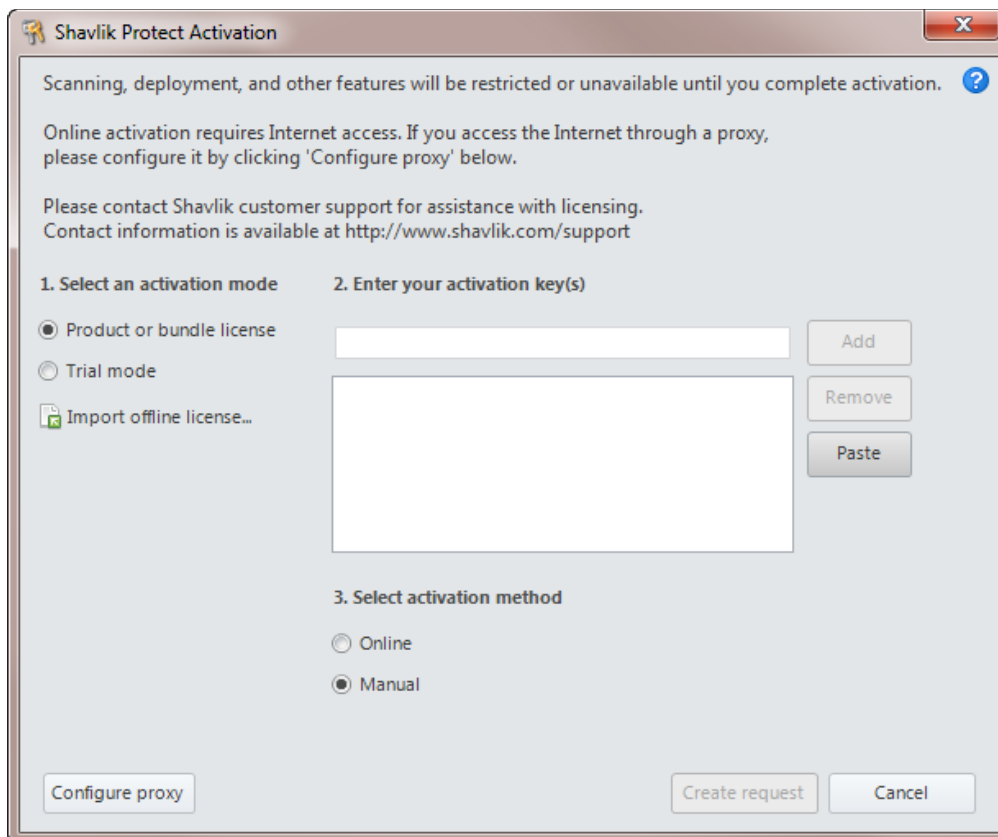 Shavlik Protect Activation
Scanning, deployment, and other features will be restricted or unavailable until you complete activation.
Online activation requires Internet access. If you access the Internet through a proxy,
please configure it by clicking 'Configure proxy' below.
Please contact Shavlik customer support for assistance with licensing.
Contact information is available at http://www.shavlik.com/support
1. Select an activation mode
Product or bundle license
Trial mode
Import offline license...
2. Enter your activation key(s)
Add
Remove
Paste
3. Select activation method
Online
Manual
Configure proxy
Create request
Cancel